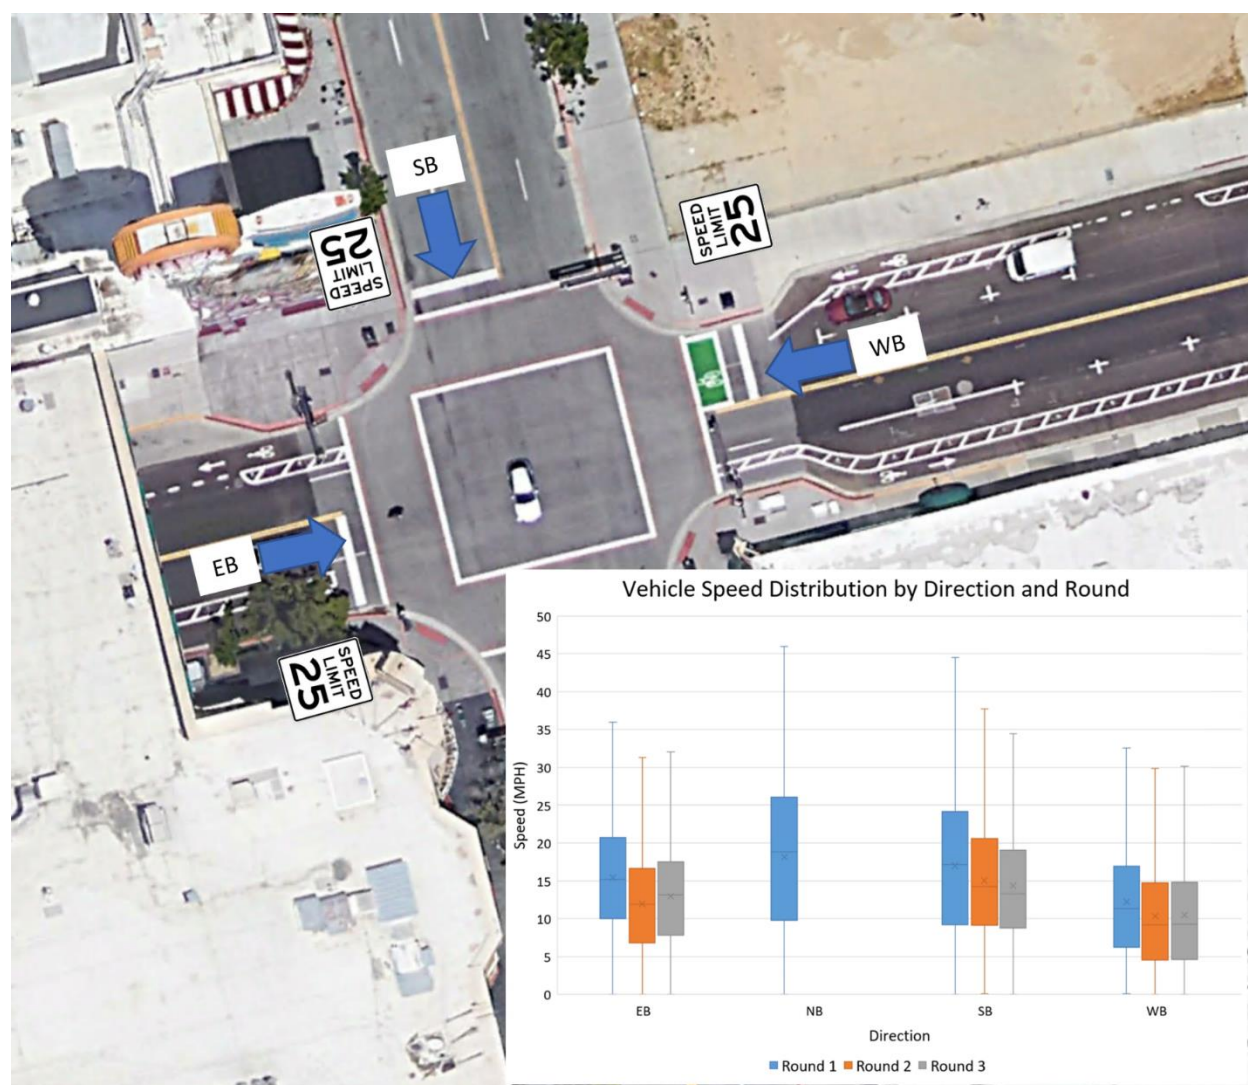 SB
SPEED
LIMIT
25
SPEED
LIMIT
25
WB
EB
SPEED
LIMIT
25
Vehicle Speed Distribution by Direction and Round
Speed (MPH)
50
45
40
35
30
25
20
15
10
5
0
EB NB SB WB
Direction
Round 1 Round 2 Round 3